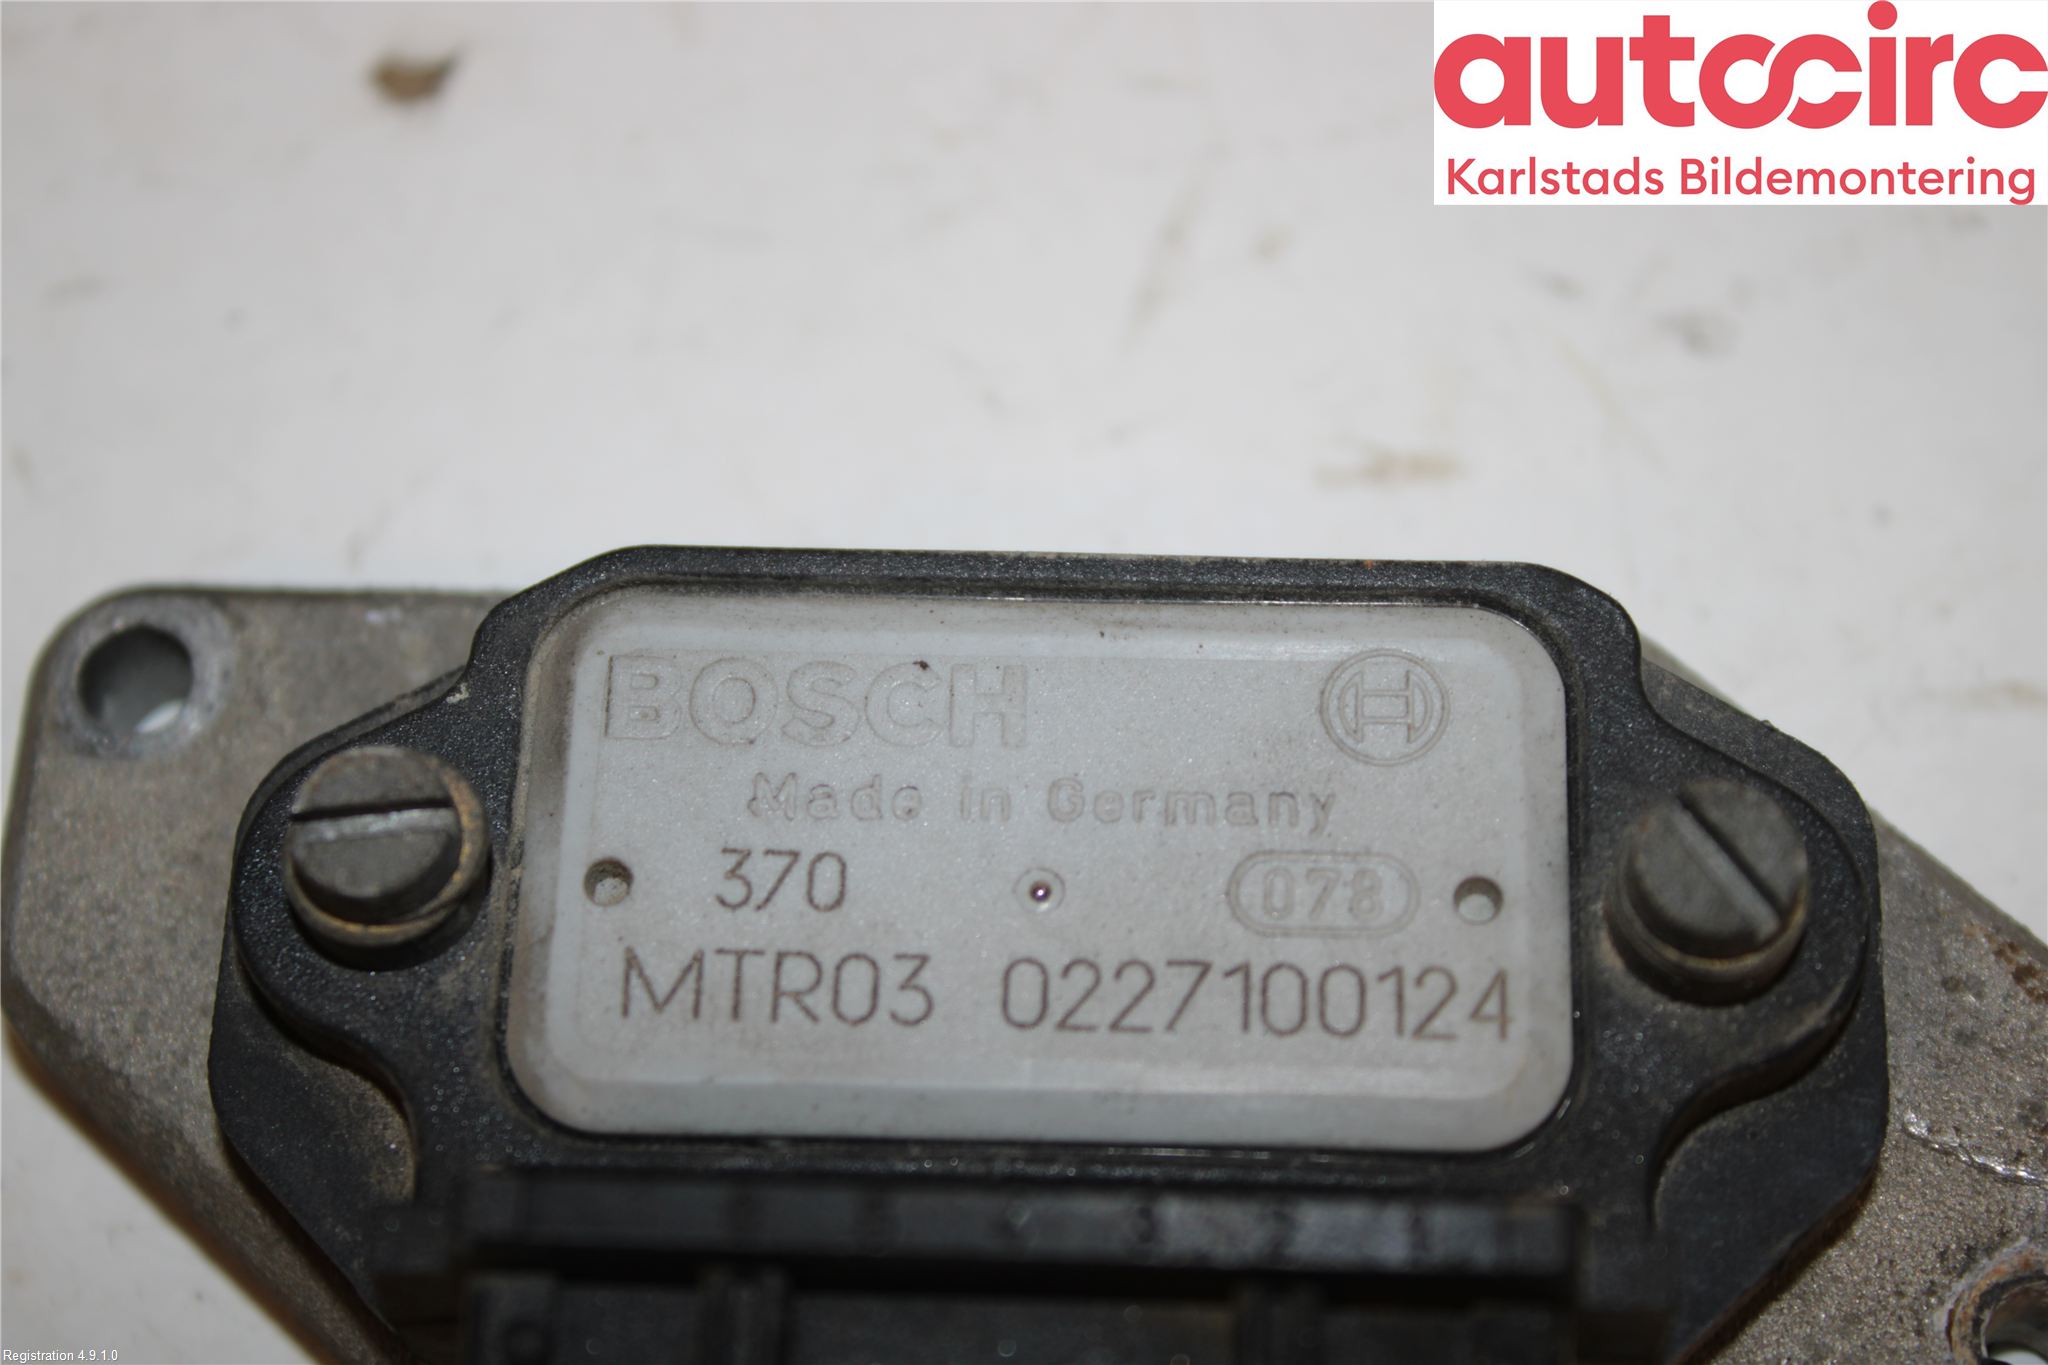 autocirc
Karlstads Bildemontering
BOSCH
Made in Germany
370 078
MTR03 0227100124
Registration 4.9.1.0